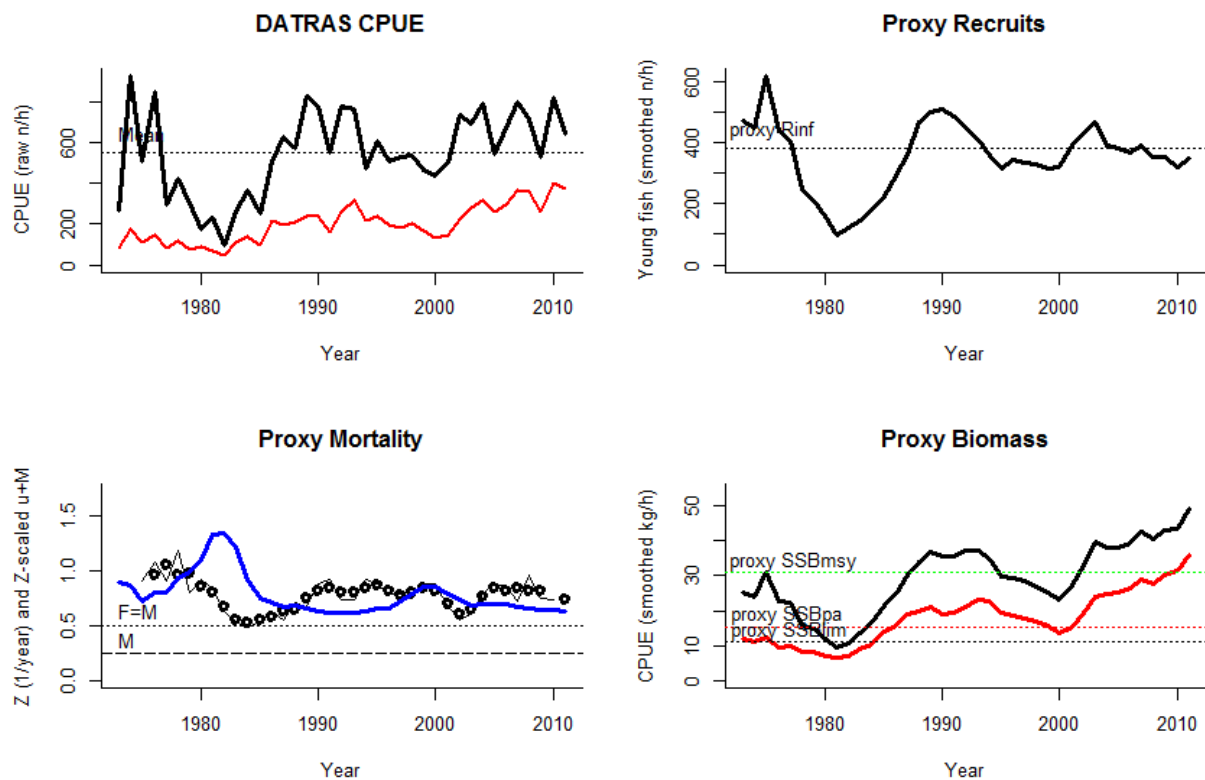 DATRAS CPUE
CPUE (raw n/h)
0
200
600
Mean
1980
1990
2000
2010
Year
Proxy Recruits
Young fish (smoothed n/h)
0
200
400
600
proxy Rinf
1980
1990
2000
2010
Year
Proxy Mortality
Z (1/year) and Z-scaled u+M
0.0
0.5
1.0
1.5
F=M
M
1980
1990
2000
2010
Year
Proxy Biomass
CPUE (smoothed kg/h)
0
10
30
50
proxy SSBmsy
proxy SSBpa
proxy SSBlim
1980
1990
2000
2010
Year